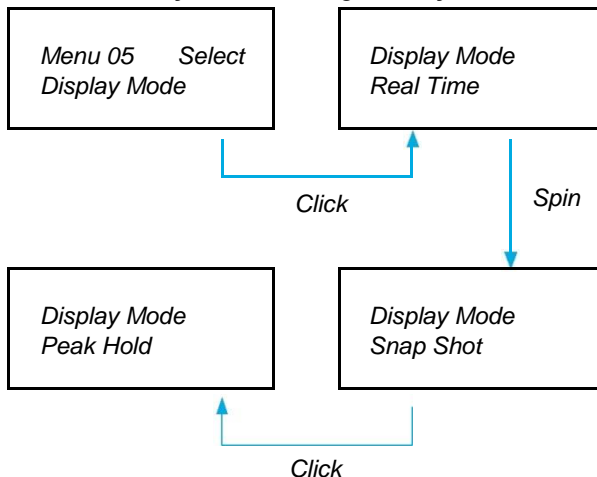 Menu 05 Select
Display Mode
Display Mode
Real Time
Click
Spin
Display Mode
Peak Hold
Display Mode
Snap Shot
Click